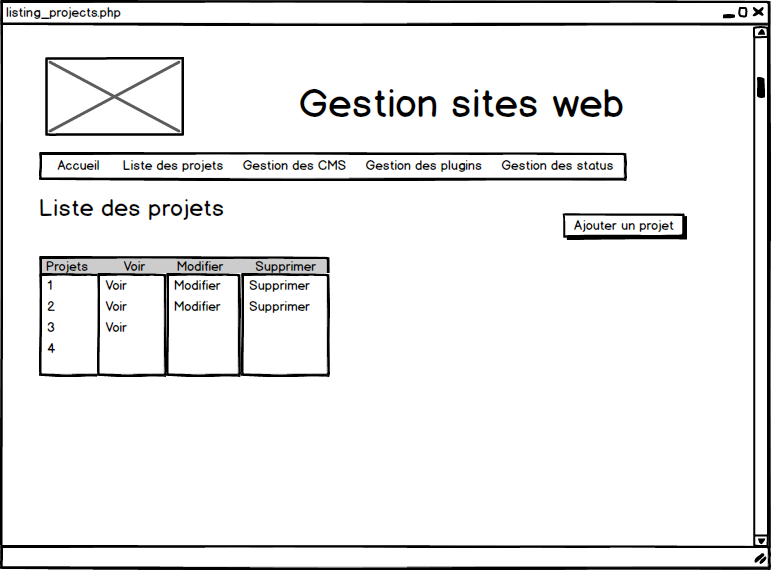 listing_projects.php
Gestion sites web
Accueil Liste des projets Gestion des CMS Gestion des plugins Gestion des status
Liste des projets
Ajouter un projet
Projets Voir Modifier Supprimer
1 Voir Modifier Supprimer
2 Voir Modifier Supprimer
3 Voir
4